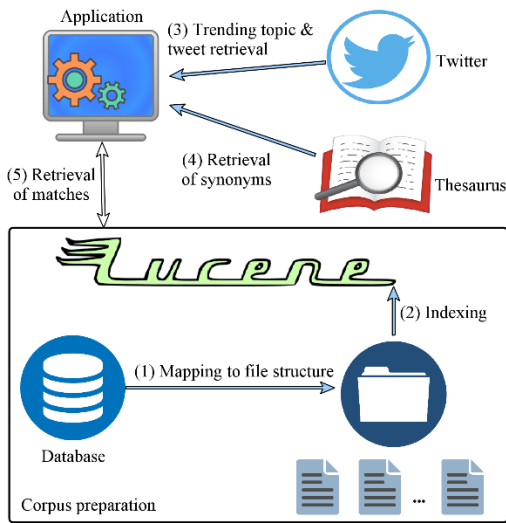 Application
(3) Trending topic &
tweet retrieval
Twitter
(4) Retrieval
of synonyms
Thesaurus
(5) Retrieval
of matches
Lucene
(2) Indexing
(1) Mapping to file structure
Database
...
Corpus preparation